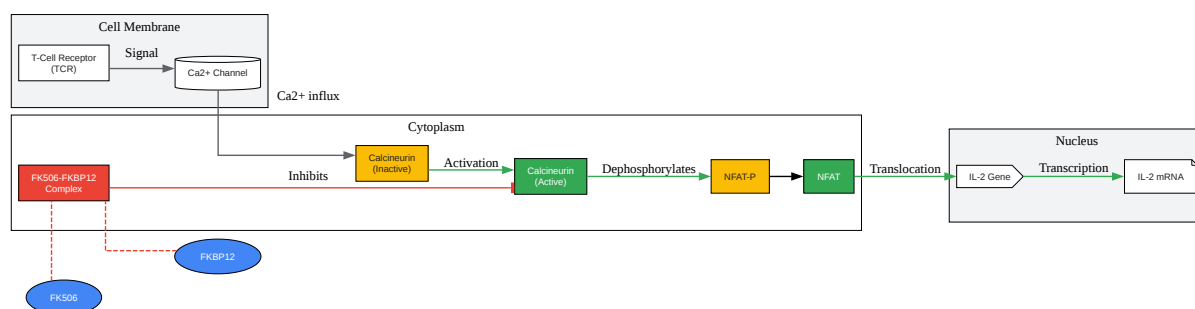 Cell Membrane
T-Cell Receptor
(TCR)
Signal
Ca2+ Channel
Ca2+ influx
Cytoplasm
FK506-FKBP12
Complex
Inhibits
Calcineurin
(Inactive)
Activation
Calcineurin
(Active)
Dephosphorylates
NFAT-P
NFAT
Translocation
Nucleus
IL-2 Gene
Transcription
IL-2 mRNA
FKBP12
FK506